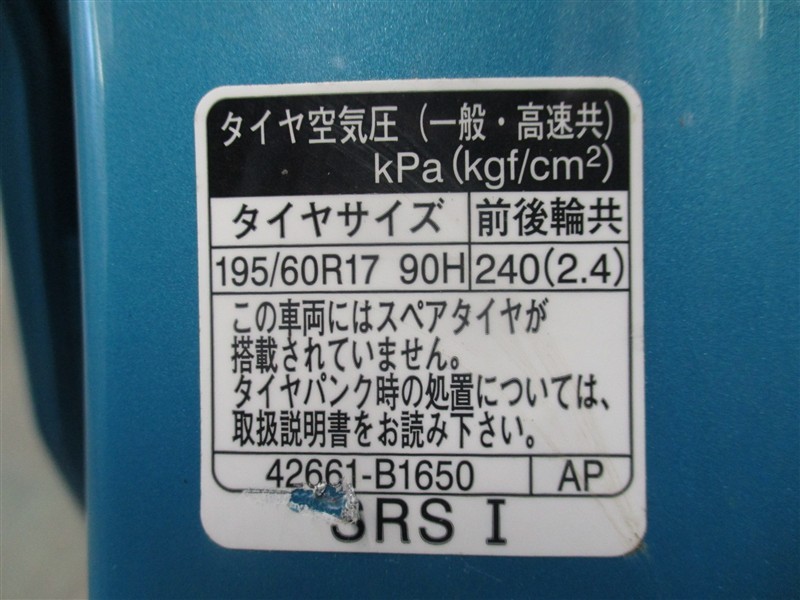 タイヤ空気圧（一般・高速共）
kPa(kgf/cm²)
タイヤサイズ 前後輪共
195/60R17 90H 240(2.4)
この車両にはスペアタイヤが
搭載されていません。
タイヤパンク時の処置については、
取扱説明書をお読み下さい。
42661-B1650 AP
SRS I